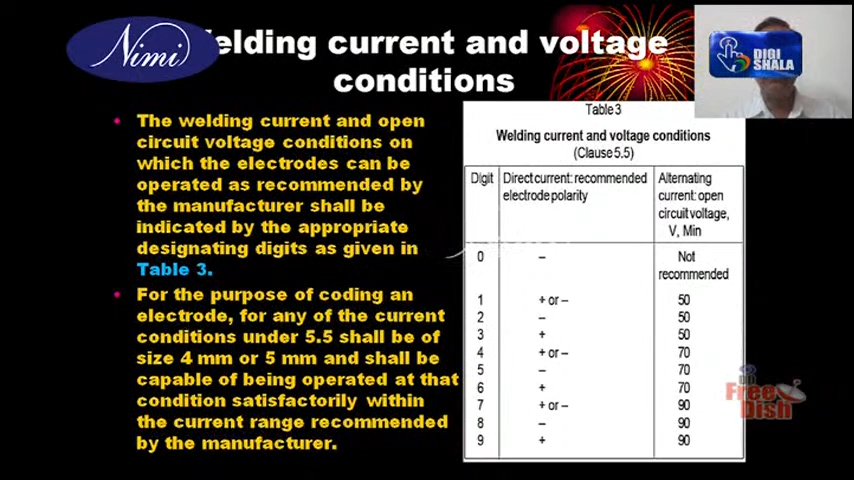 Nimi
elding current and voltage
conditions
DIGI
SHALA
• The welding current and open
circuit voltage conditions on
which the electrodes can be
operated as recommended by
the manufacturer shall be
indicated by the appropriate
designating digits as given in
Table 3.
• For the purpose of coding an
electrode, for any of the current
conditions under 5.5 shall be of
size 4 mm or 5 mm and shall be
capable of being operated at that
condition satisfactorily within
the current range recommended
by the manufacturer.
Table 3
Welding current and voltage conditions
(Clause 5.5)
Digit Direct current: recommended electrode polarity Alternating current: open circuit voltage, V, Min
0 – Not recommended
1 + or – 50
2 – 50
3 + 50
4 + or – 70
5 – 70
6 + 70
7 + or – 90
8 – 90
9 + 90
Free
Dish